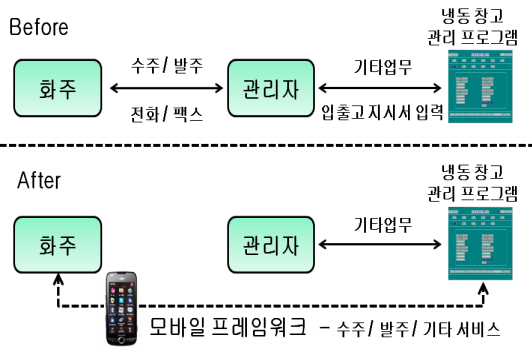 Before
냉동 창고
관리 프로그램
화주
수주 / 발주
전화 / 팩스
관리자
기타업무
입출고 지시서 입력
After
냉동 창고
관리 프로그램
화주
관리자
기타업무
모바일 프레임워크 - 수주 / 발주 / 기타 서비스